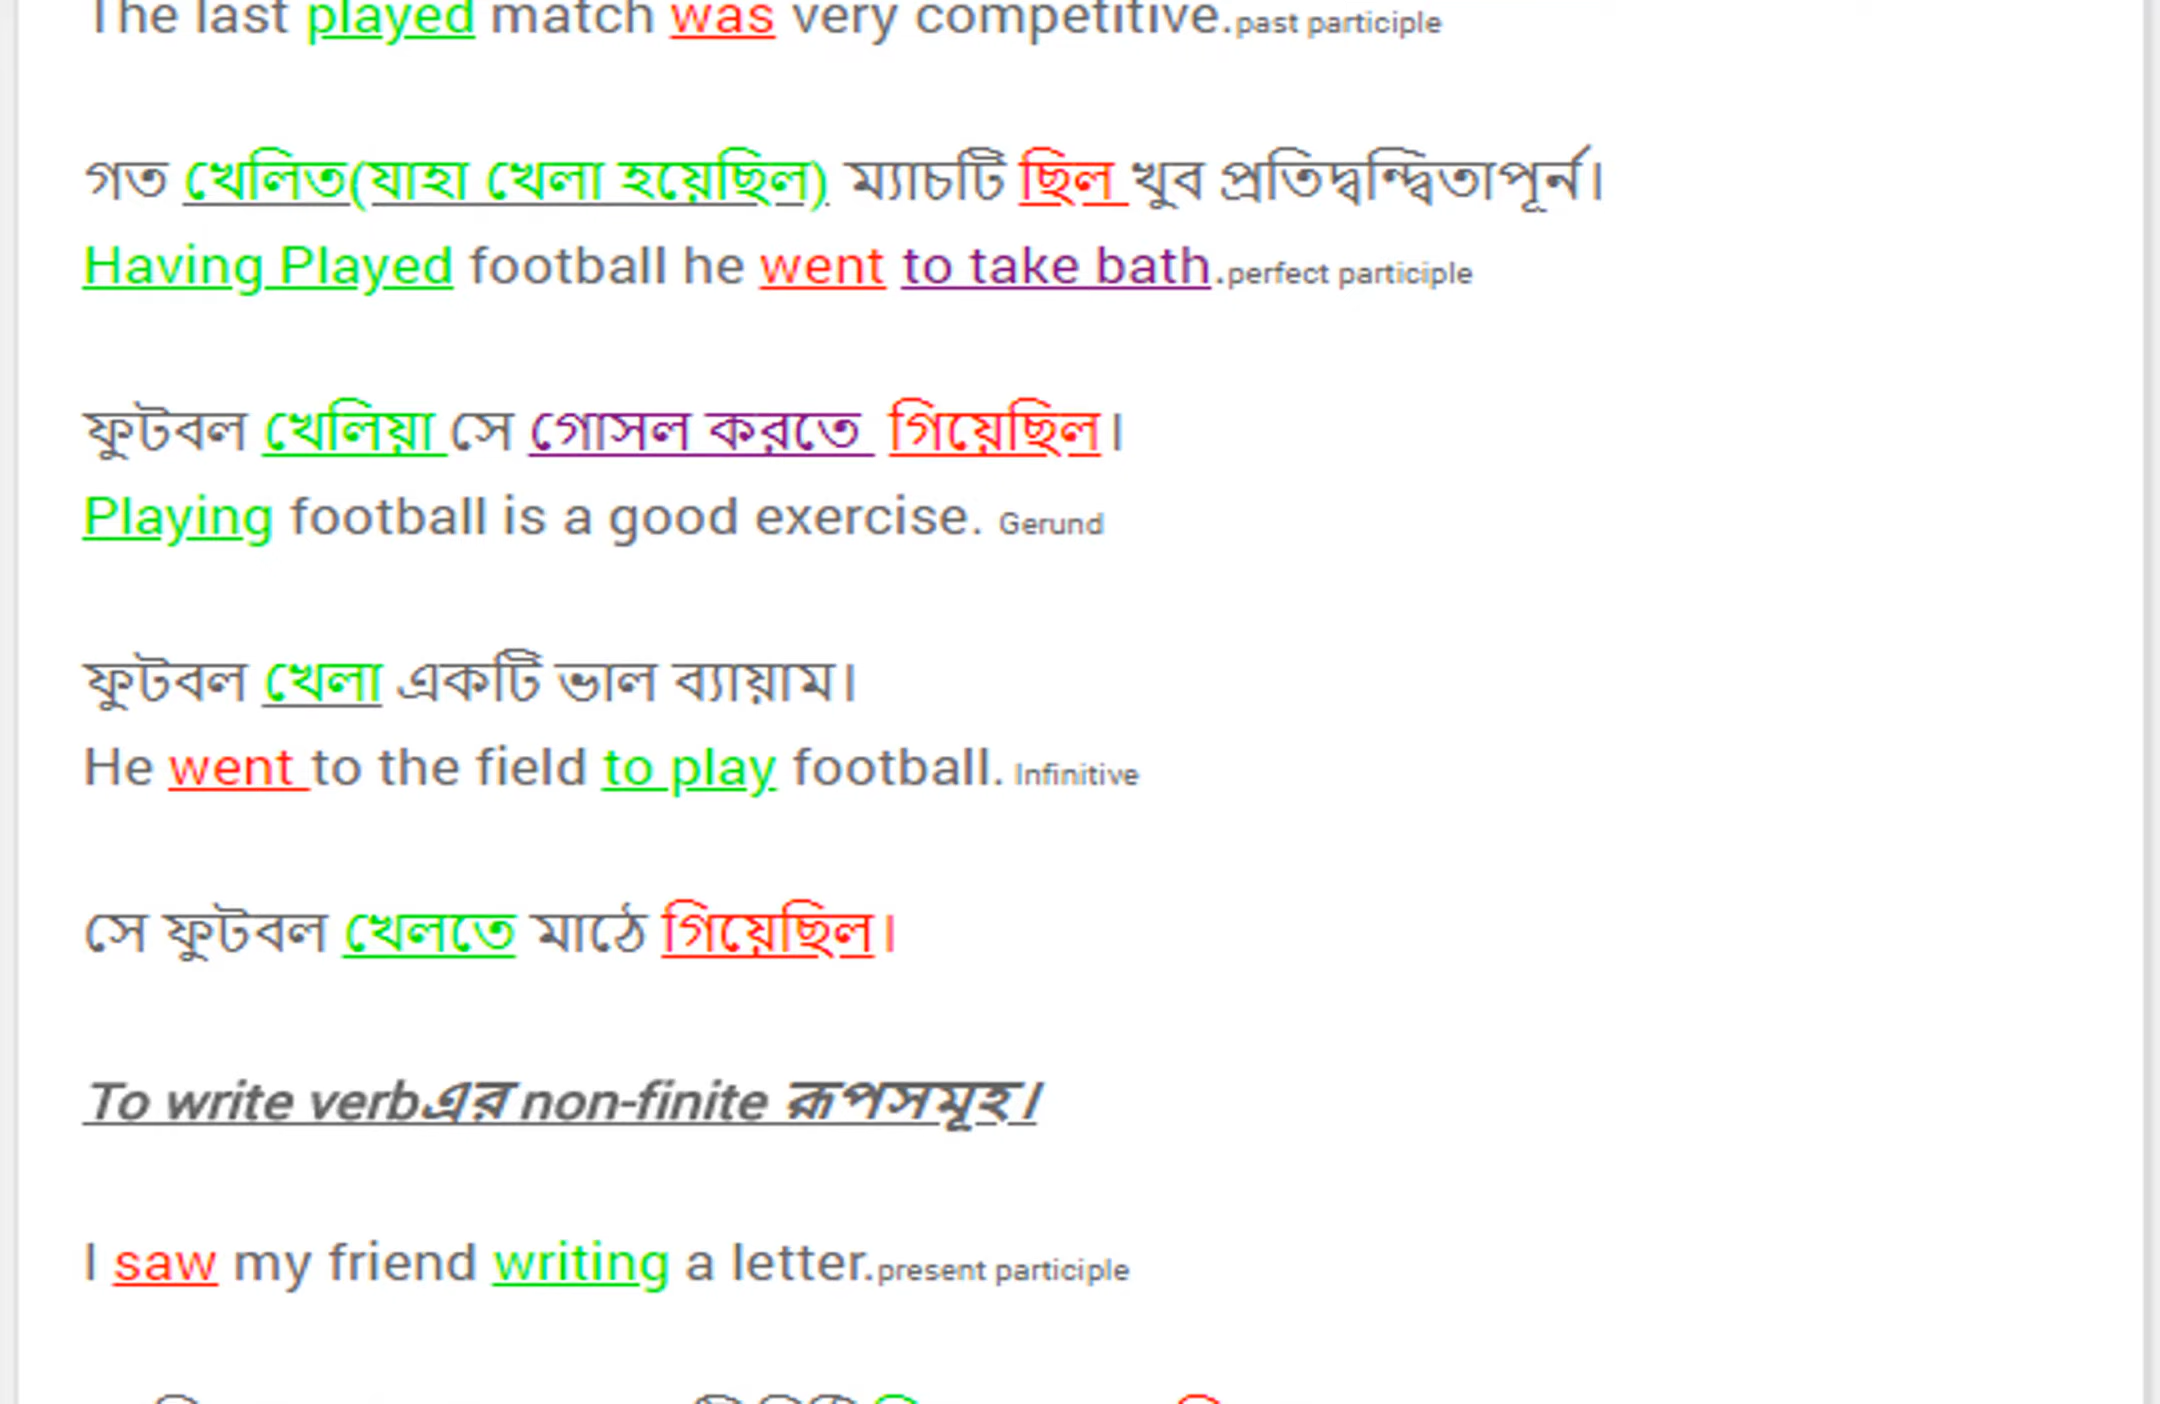 The last played match was very competitive.past participle
গত খেলিত(যাহা খেলা হয়েছিল) ম্যাচটি ছিল খুব প্রতিদ্বন্দ্বিতাপূর্ন।
Having Played football he went to take bath.perfect participle
ফুটবল খেলিয়া সে গোসল করতে গিয়েছিল।
Playing football is a good exercise. Gerund
ফুটবল খেলা একটি ভাল ব্যায়াম।
He went to the field to play football. Infinitive
সে ফুটবল খেলতে মাঠে গিয়েছিল।
To write verbএর non-finite রূপসমূহ।
I saw my friend writing a letter.present participle